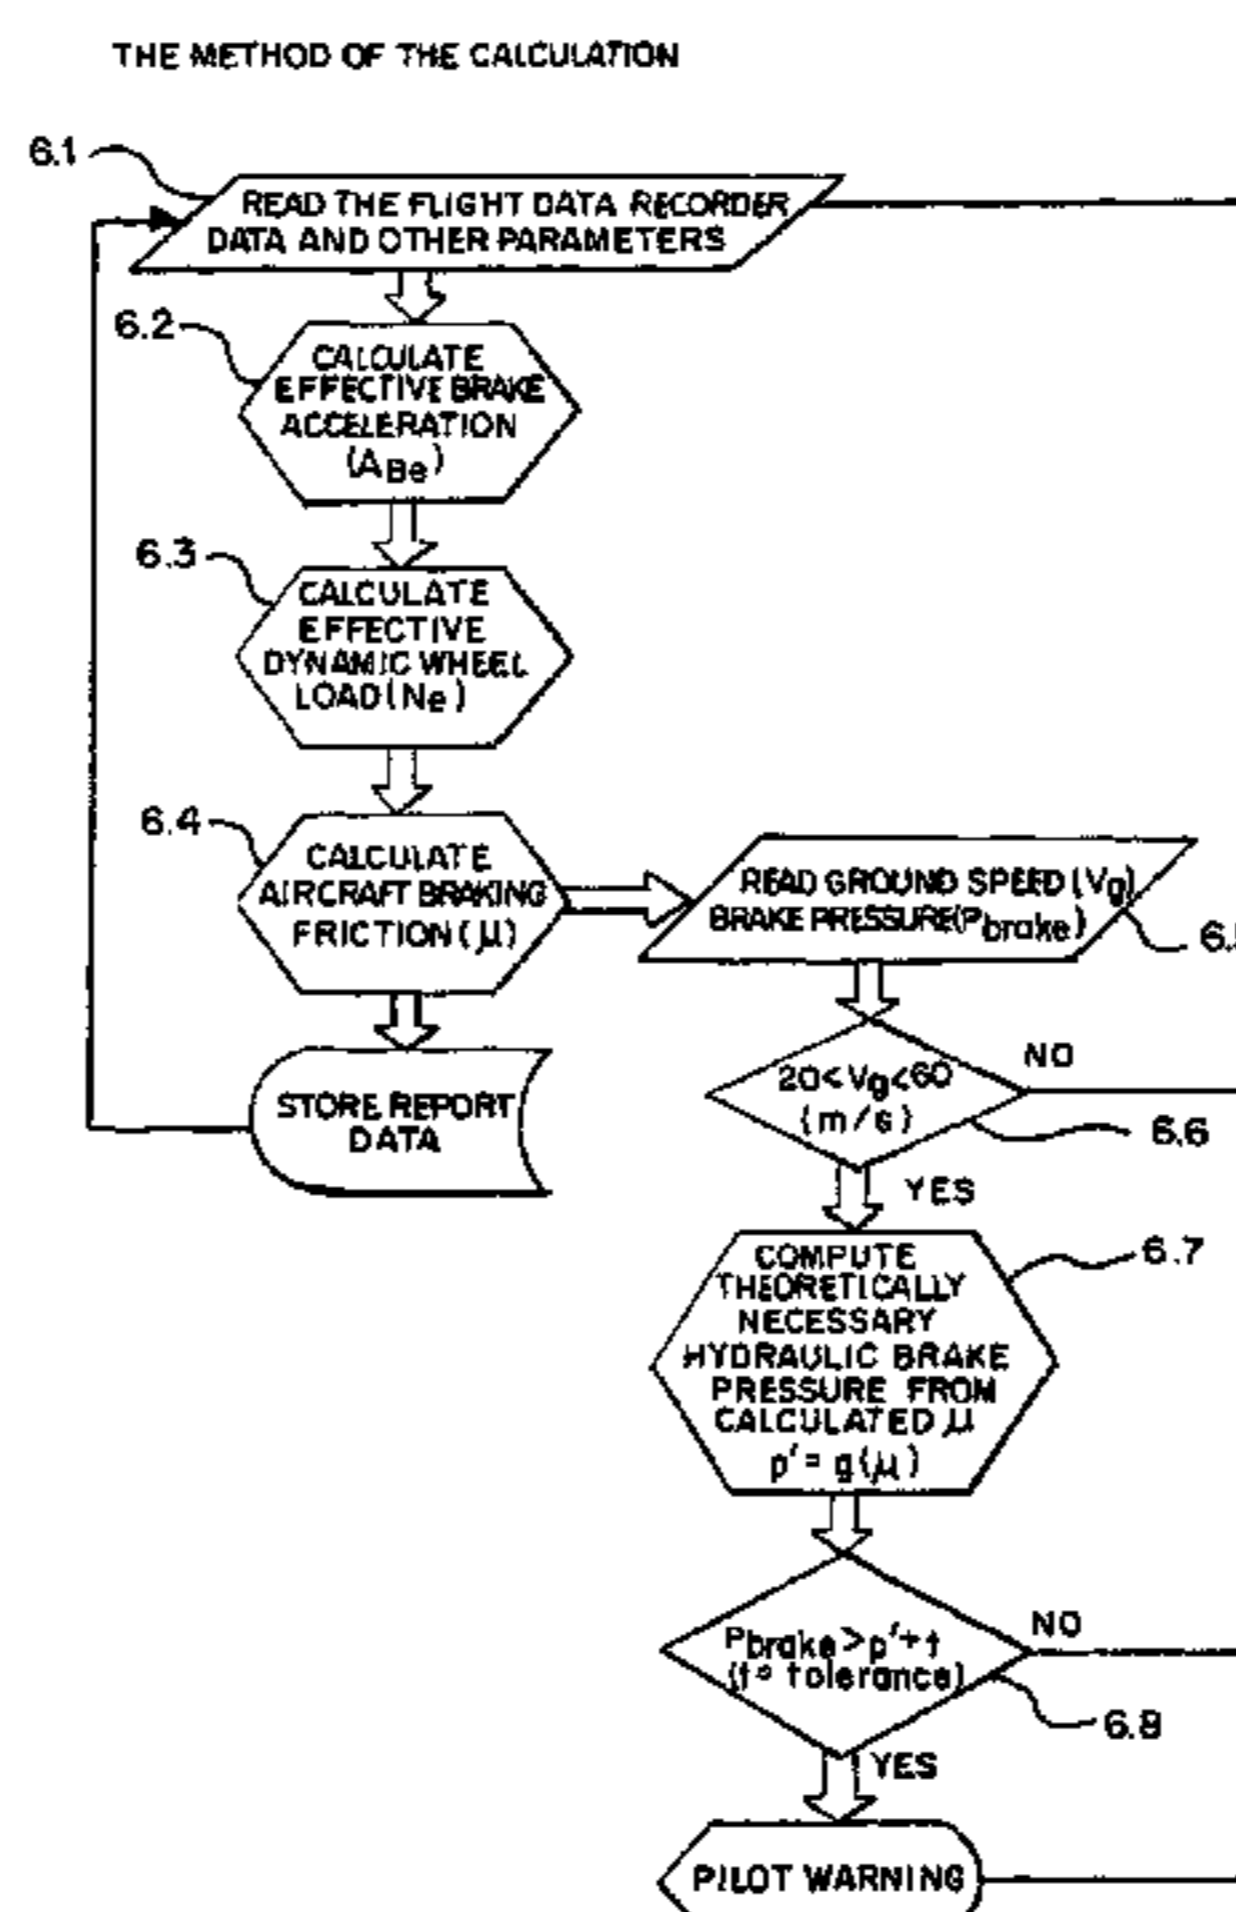 THE METHOD OF THE CALCULATION
6.1
READ THE FLIGHT DATA RECORDER
DATA AND OTHER PARAMETERS
6.2
CALCULATE
EFFECTIVE BRAKE
ACCELERATION
(ABe)
6.3
CALCULATE
EFFECTIVE
DYNAMIC WHEEL
LOAD (Ne)
6.4
CALCULATE
AIRCRAFT BRAKING
FRICTION (μ)
STORE REPORT
DATA
READ GROUND SPEED (Vg)
BRAKE PRESSURE (Pbrake)
20<Vg<60
(m/s)
NO
6.6
YES
6.7
COMPUTE
THEORETICALLY
NECESSARY
HYDRAULIC BRAKE
PRESSURE FROM
CALCULATED μ
p' = g(μ)
Pbrake>p'+t
(t= tolerance)
NO
6.8
YES
PILOT WARNING